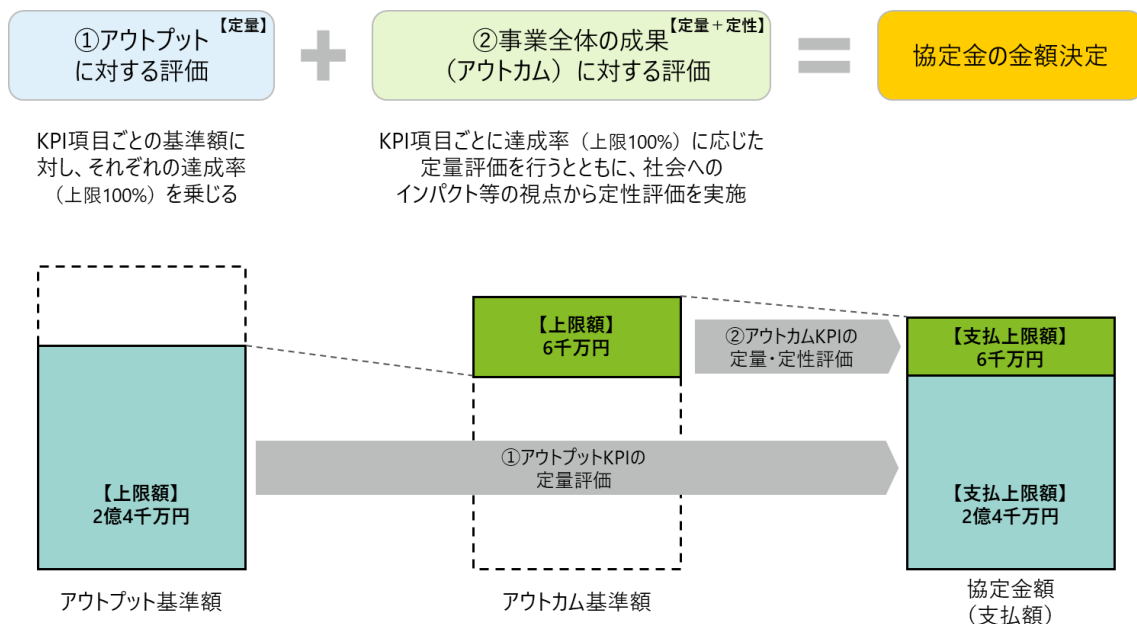 ①アウトプット
に対する評価
【定量】
②事業全体の成果
（アウトカム）に対する評価
【定量＋定性】
協定金の金額決定
KPI項目ごとの基準額に
対し、それぞれの達成率
（上限100%）を乗じる
KPI項目ごとに達成率（上限100%）に応じた
定量評価を行うとともに、社会への
インパクト等の視点から定性評価を実施
【上限額】
6千万円
②アウトカムKPIの
定量・定性評価
【支払上限額】
6千万円
①アウトプットKPIの
定量評価
【上限額】
2億4千万円
【支払上限額】
2億4千万円
アウトプット基準額
アウトカム基準額
協定金額
（支払額）